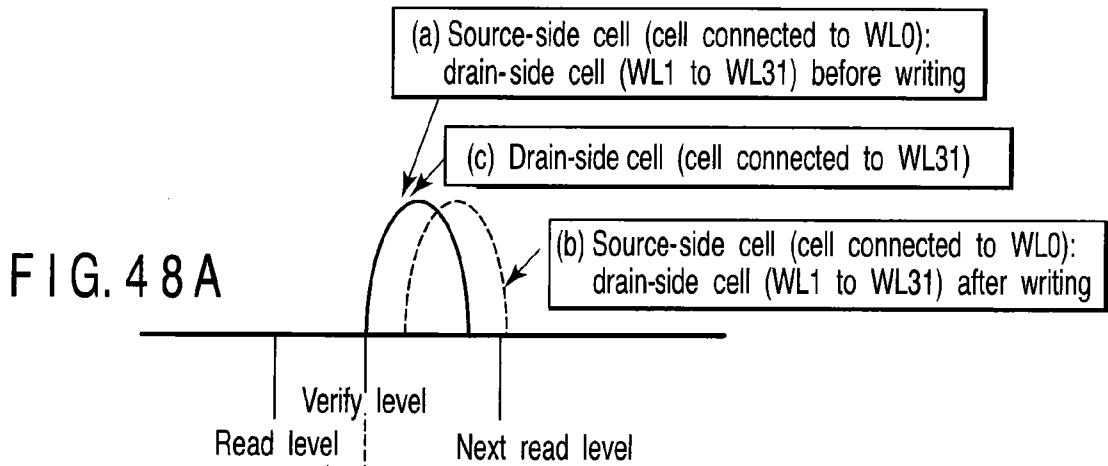 (a) Source-side cell (cell connected to WL0):
drain-side cell (WL1 to WL31) before writing
(c) Drain-side cell (cell connected to WL31)
(b) Source-side cell (cell connected to WL0):
drain-side cell (WL1 to WL31) after writing
FIG. 48A
Verify level
Read level
Next read level